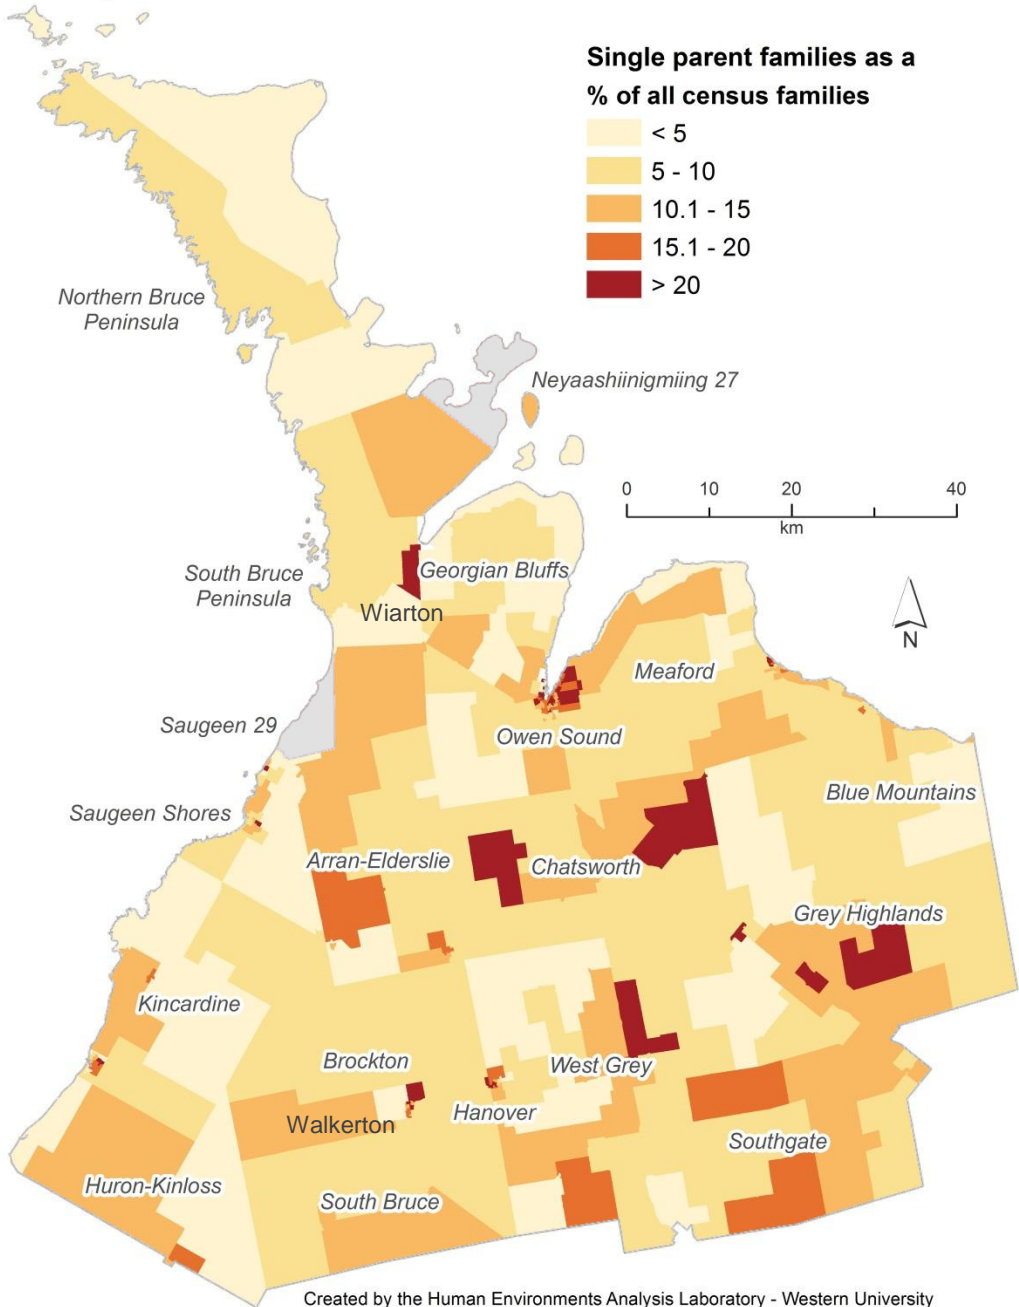 Single parent families as a
% of all census families
< 5
5 - 10
10.1 - 15
15.1 - 20
> 20
Northern Bruce
Peninsula
Neyaashiinigmiing 27
0 10 20 40
km
South Bruce
Peninsula
Georgian Bluffs
Wiarton
N
Meaford
Saugeen 29
Owen Sound
Blue Mountains
Saugeen Shores
Arran-Elderslie
Chatsworth
Grey Highlands
Kincardine
Brockton
West Grey
Hanover
Walkerton
Southgate
Huron-Kinloss
South Bruce
Created by the Human Environments Analysis Laboratory - Western University